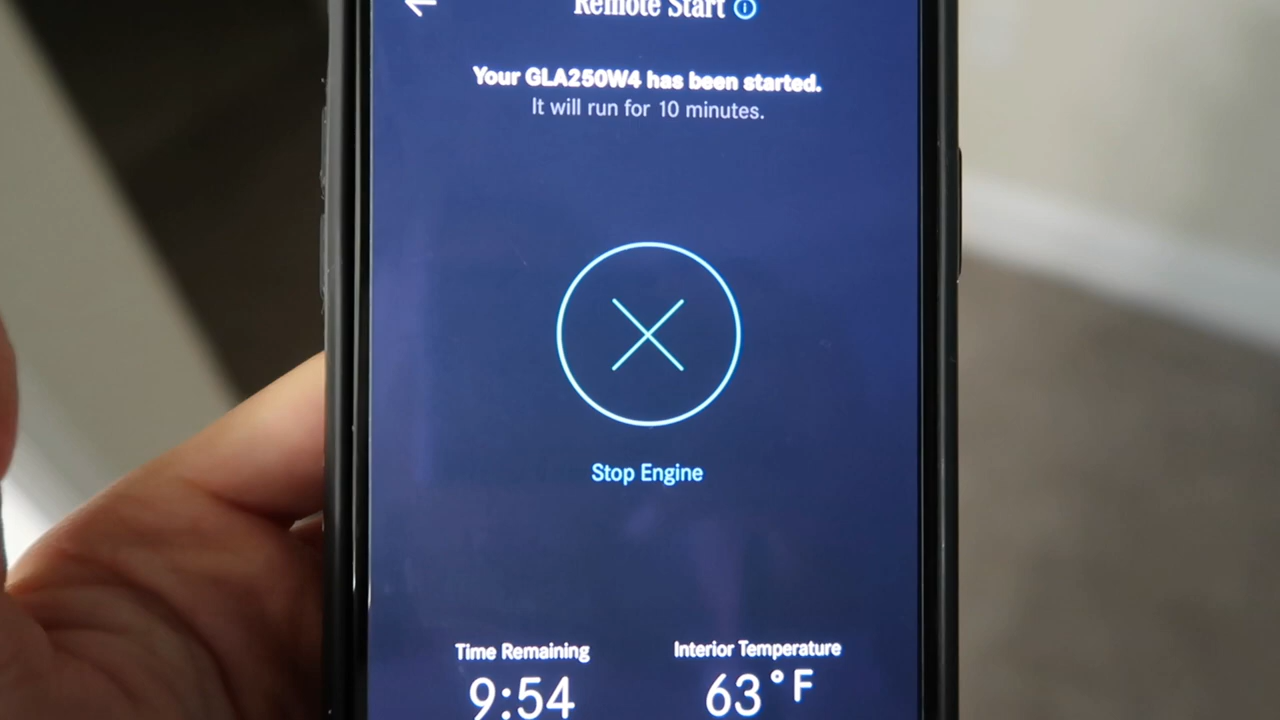 Remote Start
Your GLA250W4 has been started.
It will run for 10 minutes.
Stop Engine
Time Remaining
Interior Temperature
9:54
63°F